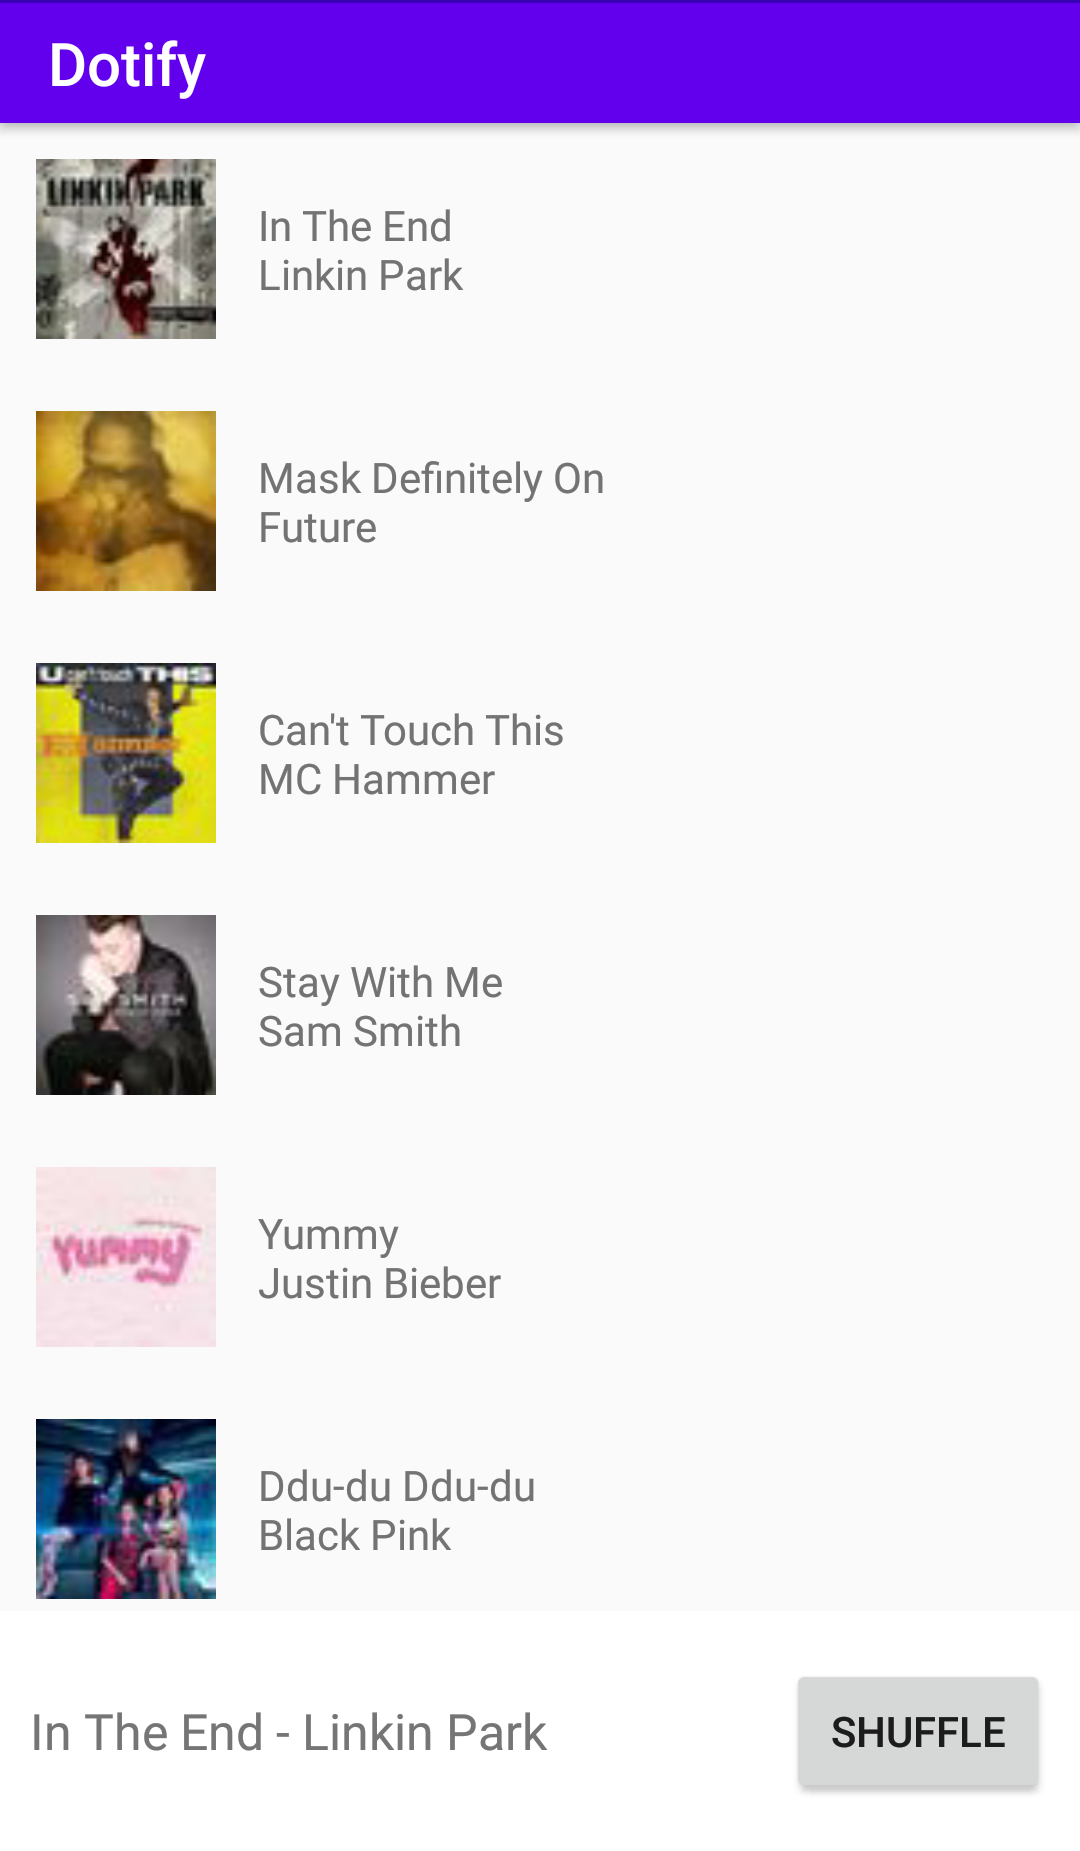 Dotify
LINKIN PARK
In The End
Linkin Park
Mask Definitely On
Future
U can't touch THIS
Can't Touch This
MC Hammer
SMITH
Stay With Me
Sam Smith
Yummy
Yummy
Justin Bieber
Ddu-du Ddu-du
Black Pink
In The End - Linkin Park
SHUFFLE